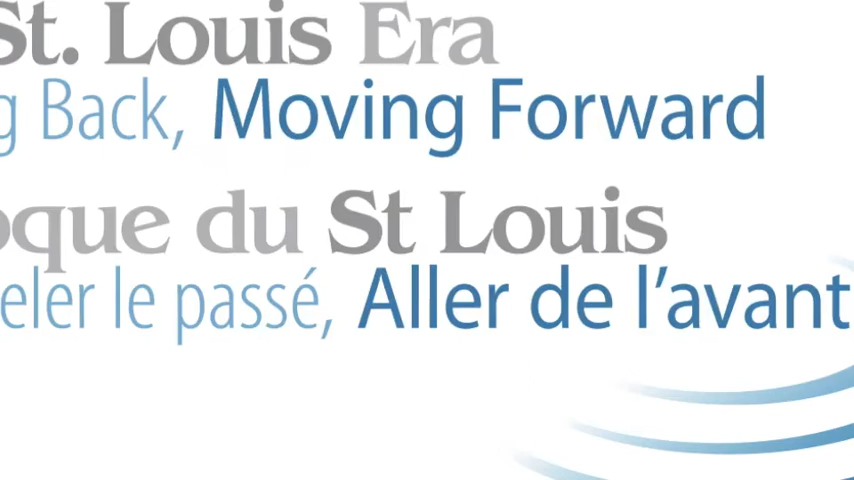 St. Louis Era
g Back, Moving Forward
oque du St Louis
eler le passé, Aller de l’avant